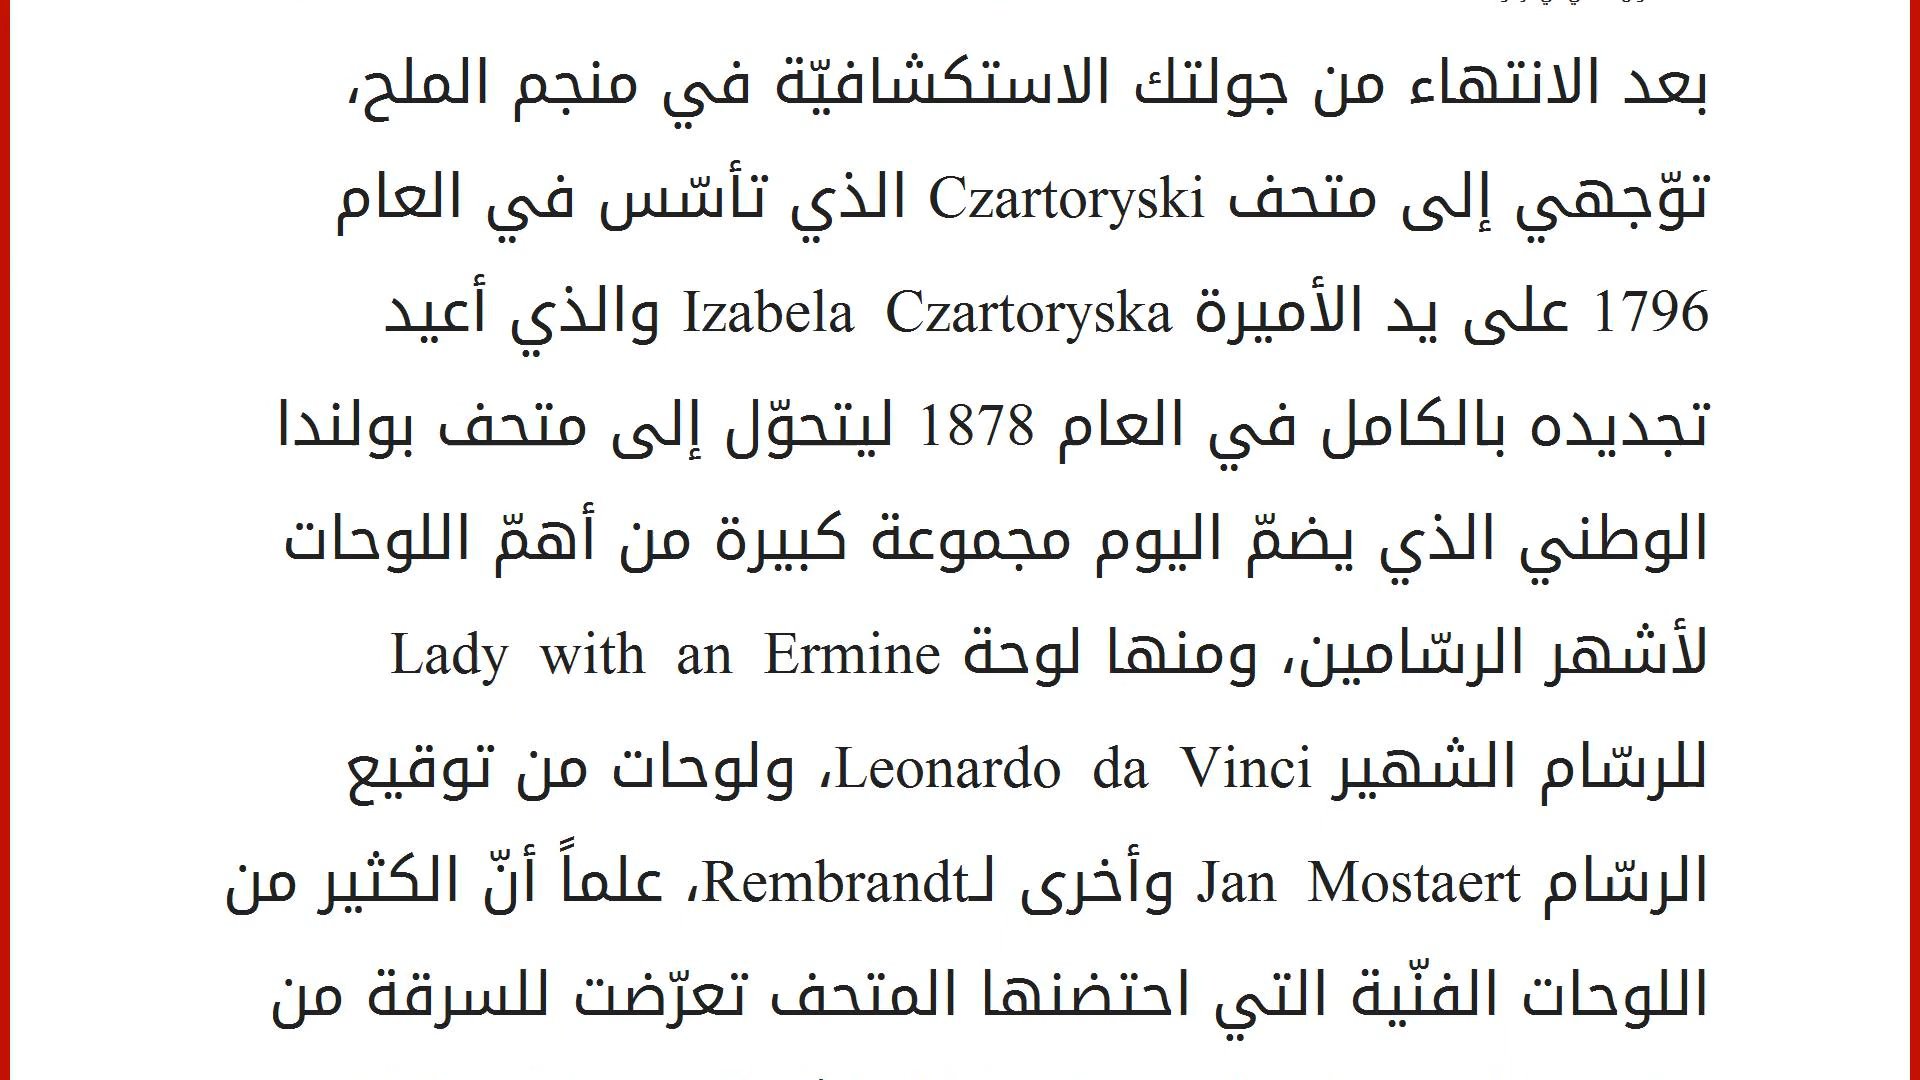 بعد الانتهاء من جولتك الاستكشافيّة في منجم الملح،
توّجهي إلى متحف Czartoryski الذي تأسّس في العام
1796 على يد الأميرة Izabela Czartoryska والذي أعيد
تجديده بالكامل في العام 1878 ليتحوّل إلى متحف بولندا
الوطني الذي يضمّ اليوم مجموعة كبيرة من أهمّ اللوحات
لأشهر الرسّامين، ومنها لوحة Lady with an Ermine
للرسّام الشهير Leonardo da Vinci، ولوحات من توقيع
الرسّام Jan Mostaert وأخرى لـRembrandt، علماً أنّ الكثير من
اللوحات الفنّية التي احتضنها المتحف تعرّضت للسرقة من